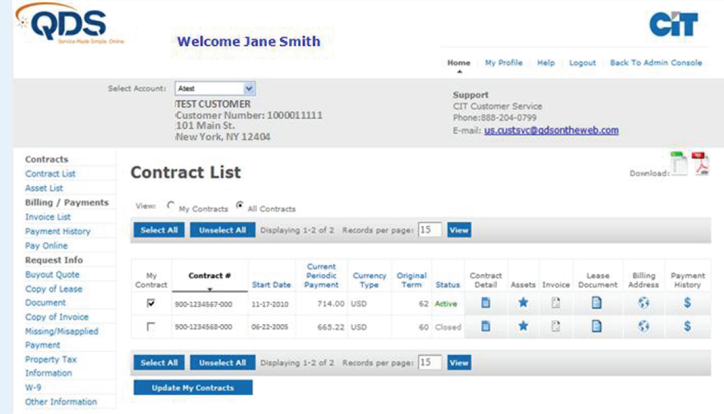 QDS
Service Made Simple. Online.
Welcome Jane Smith
CIT
Home My Profile Help Logout Back To Admin Console
Select Account: Atest
TEST CUSTOMER
Customer Number: 1000011111
101 Main St.
New York, NY 12404
Support
CIT Customer Service
Phone:888-204-0799
E-mail: us.custsvc@qdsontheweb.com
Contracts
Contract List
Asset List
Billing / Payments
Invoice List
Payment History
Pay Online
Request Info
Buyout Quote
Copy of Lease
Document
Copy of Invoice
Missing/Misapplied
Payment
Property Tax
Information
W-9
Other Information
Contract List
Download:
View: My Contracts All Contracts
Select All Unselect All Displaying 1-2 of 2 Records per page: 15 View
My Contract Contract # Start Date Current Periodic Payment Currency Type Original Term Status Contract Detail Assets Invoice Lease Document Billing Address Payment History
900-1234567-000 11-17-2010 714.00 USD 62 Active
900-1234568-000 06-22-2005 665.22 USD 60 Closed
Select All Unselect All Displaying 1-2 of 2 Records per page: 15 View
Update My Contracts